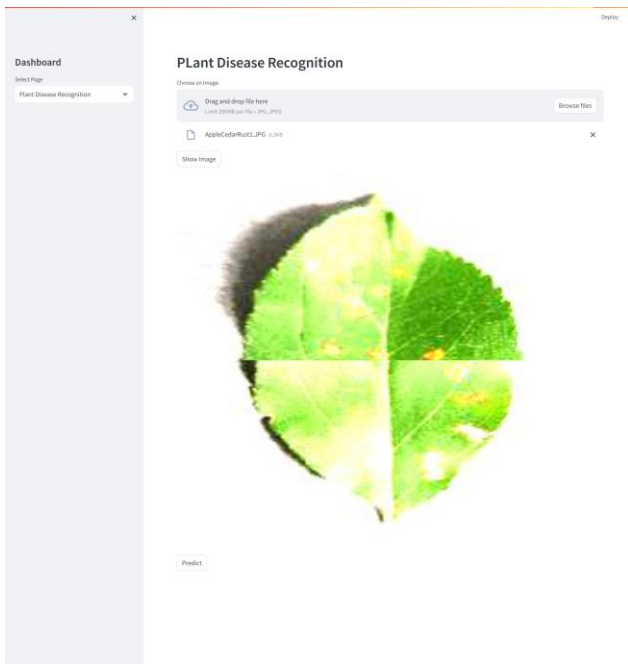 ×
Deploy
Dashboard
Select Page
Plant Disease Recognition
PLant Disease Recognition
Choose an Image:
Drag and drop file here
Limit 200MB per file • JPG, JPEG
Browse files
AppleCedarRust1.JPG
×
Show Image
Predict